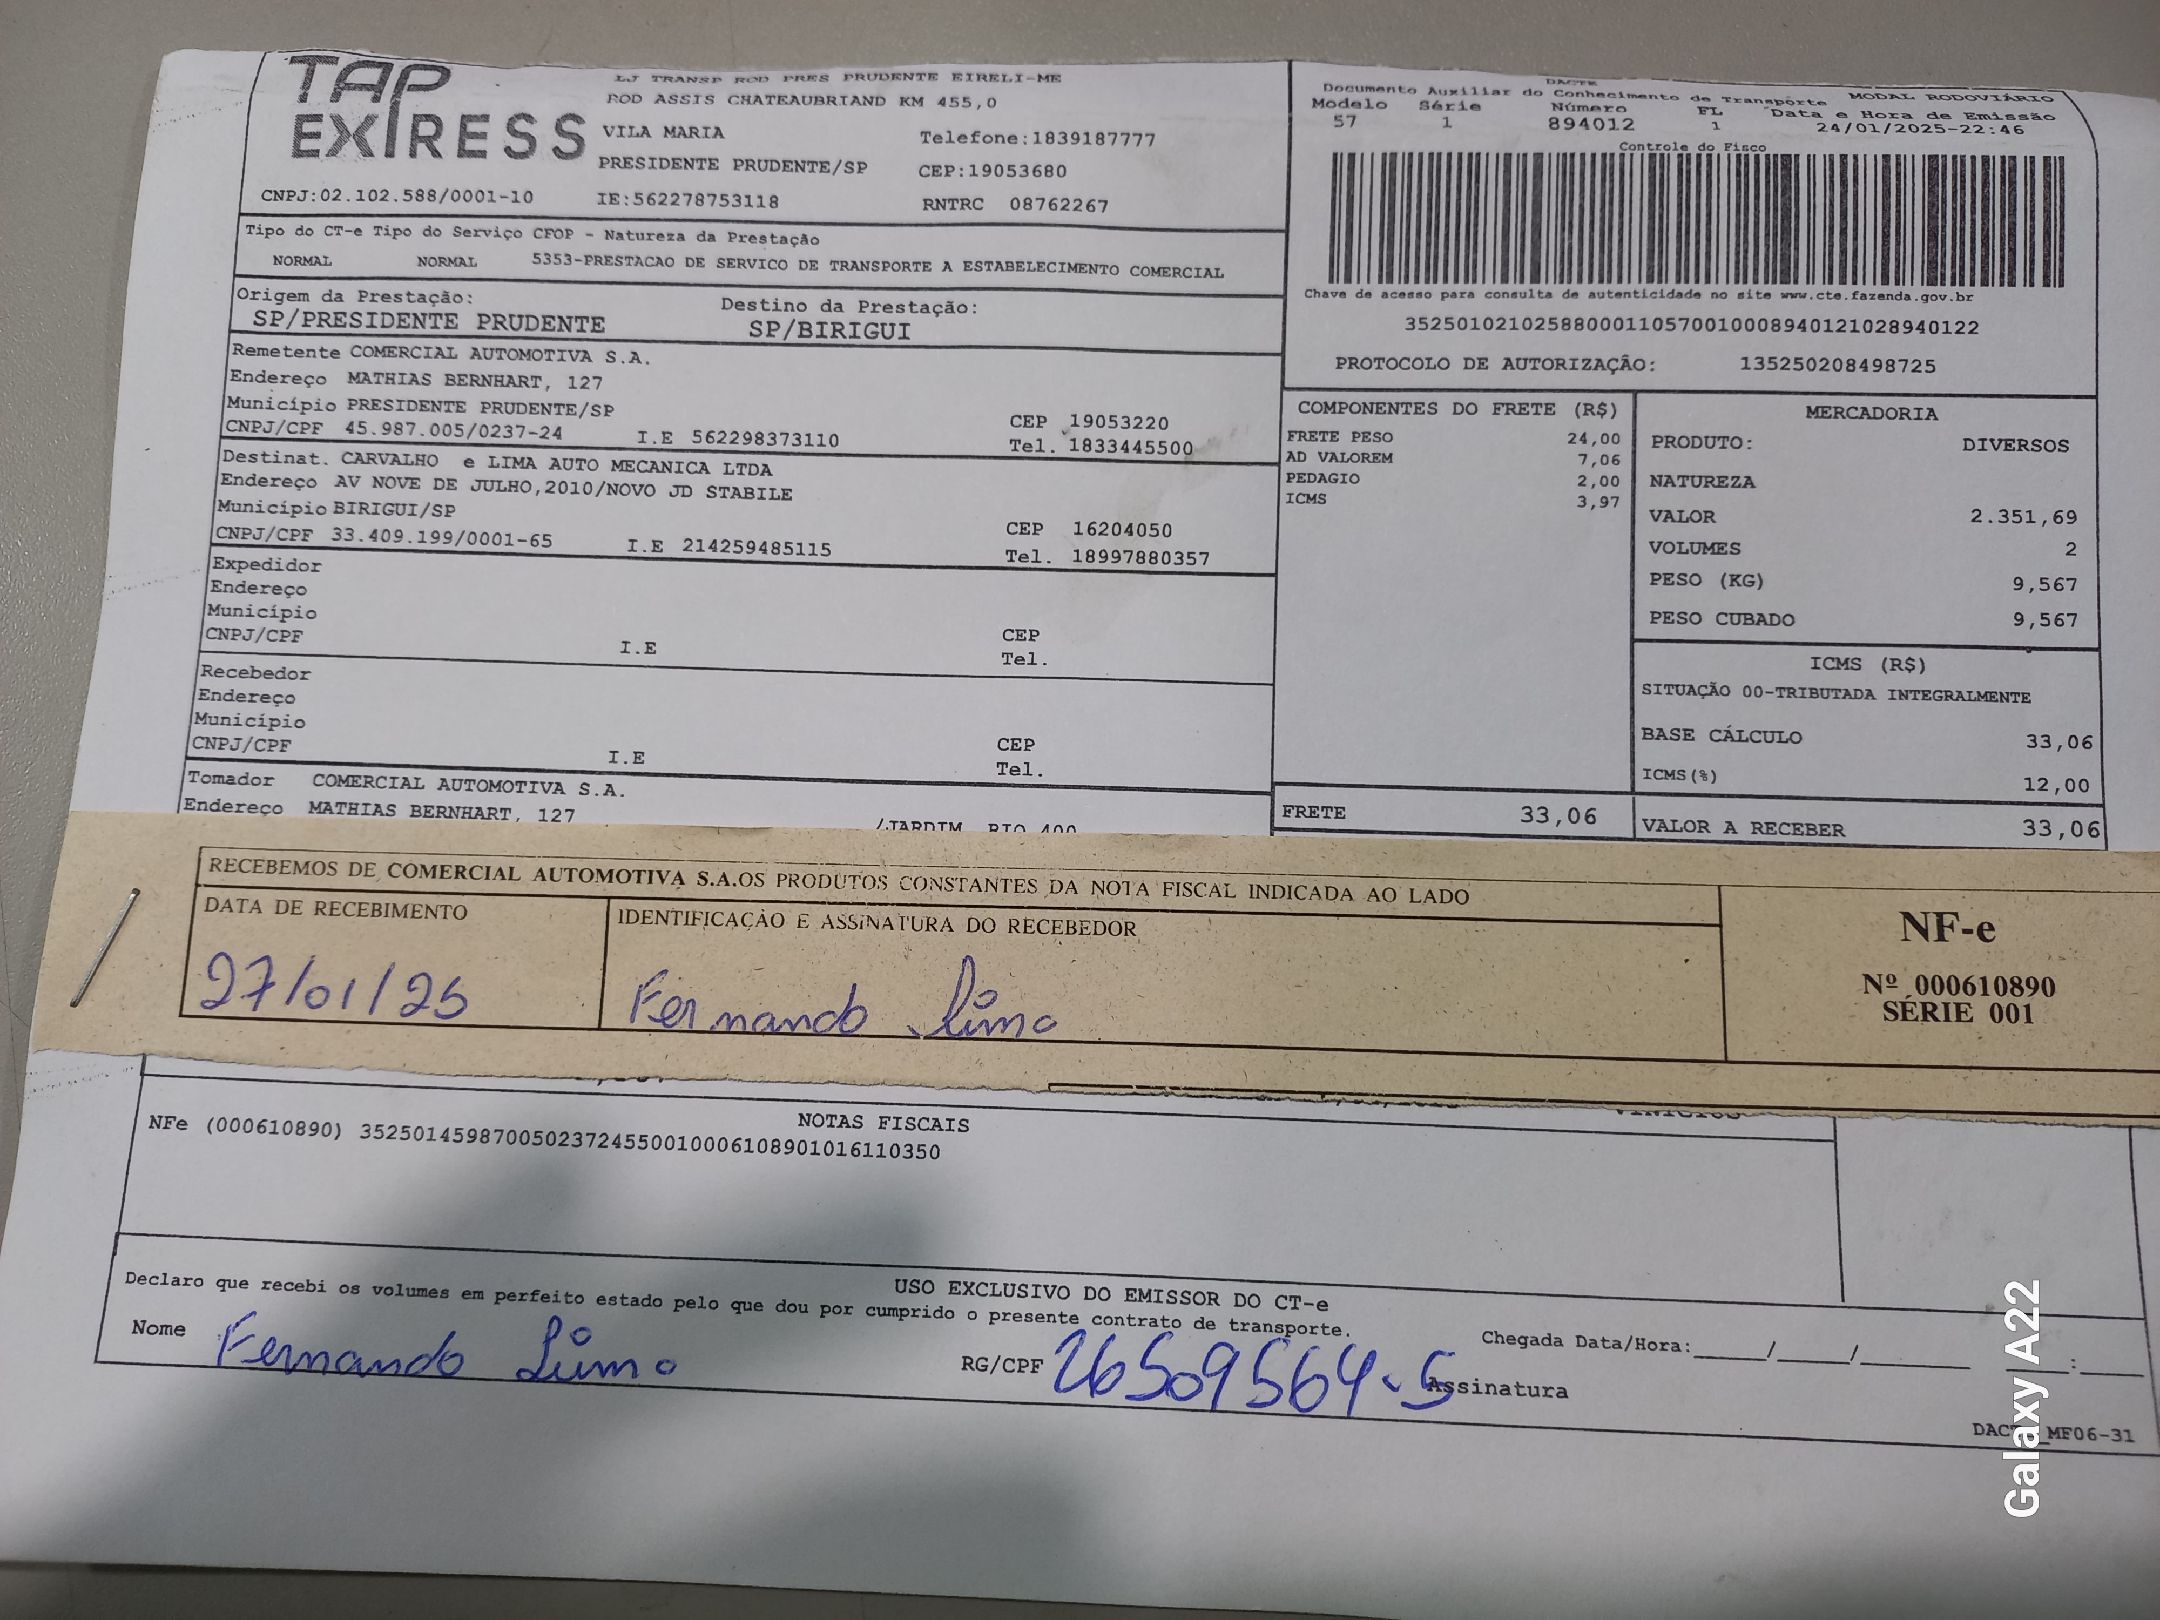 TAP
EXPRESS
LJ TRANSP ROD PRES PRUDENTE EIRELI-ME
ROD ASSIS CHATEAUBRIAND KM 455,0
VILA MARIA Telefone:1839187777
PRESIDENTE PRUDENTE/SP CEP:19053680
CNPJ:02.102.588/0001-10 IE:562278753118 RNTRC 08762267
DACTE
Documento Auxiliar do Conhecimento de Transporte MODAL RODOVIÁRIO
Modelo Série Número FL Data e Hora de Emissão
57 1 894012 1 24/01/2025-22:46
Controle do Fisco
Chave de acesso para consulta de autenticidade no site www.cte.fazenda.gov.br
35250102102588000110570010008940121028940122
PROTOCOLO DE AUTORIZAÇÃO: 135250208498725
Tipo do CT-e Tipo do Serviço CFOP - Natureza da Prestação
NORMAL NORMAL 5353-PRESTACAO DE SERVICO DE TRANSPORTE A ESTABELECIMENTO COMERCIAL
Origem da Prestação: Destino da Prestação:
SP/PRESIDENTE PRUDENTE SP/BIRIGUI
Remetente COMERCIAL AUTOMOTIVA S.A.
Endereço MATHIAS BERNHART, 127
Município PRESIDENTE PRUDENTE/SP CEP 19053220
CNPJ/CPF 45.987.005/0237-24 I.E 562298373110 Tel. 1833445500
Destinat. CARVALHO e LIMA AUTO MECANICA LTDA
Endereço AV NOVE DE JULHO,2010/NOVO JD STABILE
Município BIRIGUI/SP CEP 16204050
CNPJ/CPF 33.409.199/0001-65 I.E 214259485115 Tel. 18997880357
Expedidor
Endereço
Município CEP
CNPJ/CPF I.E Tel.
Recebedor
Endereço
Município CEP
CNPJ/CPF I.E Tel.
Tomador COMERCIAL AUTOMOTIVA S.A.
Endereço MATHIAS BERNHART, 127 /JARDIM RIO 400
COMPONENTES DO FRETE (R$)
FRETE PESO 24,00
AD VALOREM 7,06
PEDAGIO 2,00
ICMS 3,97
FRETE 33,06
MERCADORIA
PRODUTO: DIVERSOS
NATUREZA
VALOR 2.351,69
VOLUMES 2
PESO (KG) 9,567
PESO CUBADO 9,567
ICMS (R$)
SITUAÇÃO 00-TRIBUTADA INTEGRALMENTE
BASE CÁLCULO 33,06
ICMS(%) 12,00
VALOR A RECEBER 33,06
RECEBEMOS DE COMERCIAL AUTOMOTIVA S.A.OS PRODUTOS CONSTANTES DA NOTA FISCAL INDICADA AO LADO
DATA DE RECEBIMENTO IDENTIFICAÇÃO E ASSINATURA DO RECEBEDOR
27/01/25 Fernando Lima
NF-e
Nº 000610890
SÉRIE 001
NOTAS FISCAIS
NFe (000610890) 35250145987005023724550010006108901016110350
USO EXCLUSIVO DO EMISSOR DO CT-e
Declaro que recebi os volumes em perfeito estado pelo que dou por cumprido o presente contrato de transporte.
Nome Fernando Lima RG/CPF 26509564-5 Assinatura
Chegada Data/Hora:_____/_____/________ ____:____
DACTE_MF06-31
Galaxy A22